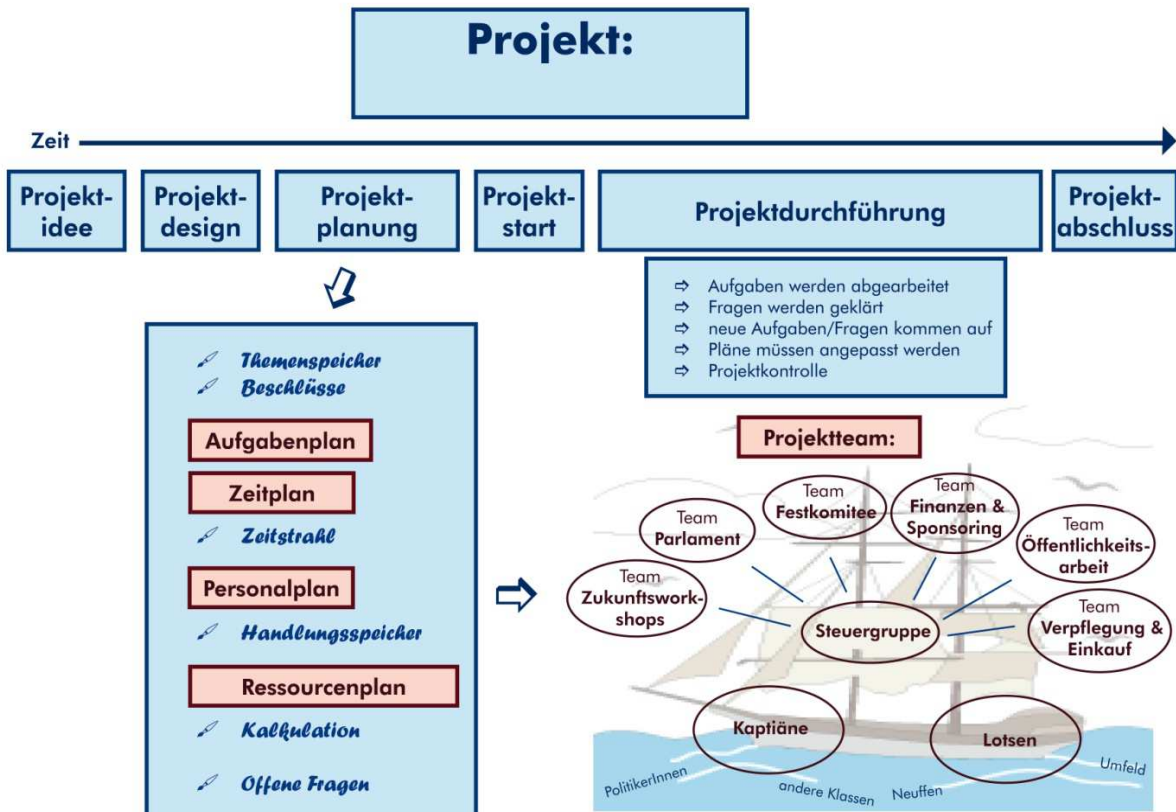 Projekt:
Zeit
Projekt-
idee
Projekt-
design
Projekt-
planung
Projekt-
start
Projektdurchführung
Projekt-
abschluss
Aufgaben werden abgearbeitet
Fragen werden geklärt
neue Aufgaben/Fragen kommen auf
Pläne müssen angepasst werden
Projektkontrolle
Themenspeicher
Beschlüsse
Aufgabenplan
Zeitplan
Zeitstrahl
Personalplan
Handlungsspeicher
Ressourcenplan
Kalkulation
Offene Fragen
Projektteam:
Team
Zukunftswork-
shops
Team
Parlament
Team
Festkomitee
Team
Finanzen &
Sponsoring
Team
Öffentlichkeits-
arbeit
Team
Verpflegung &
Einkauf
Steuergruppe
Kaptiäne
Lotsen
PolitikerInnen
andere Klassen
Neuffen
Umfeld